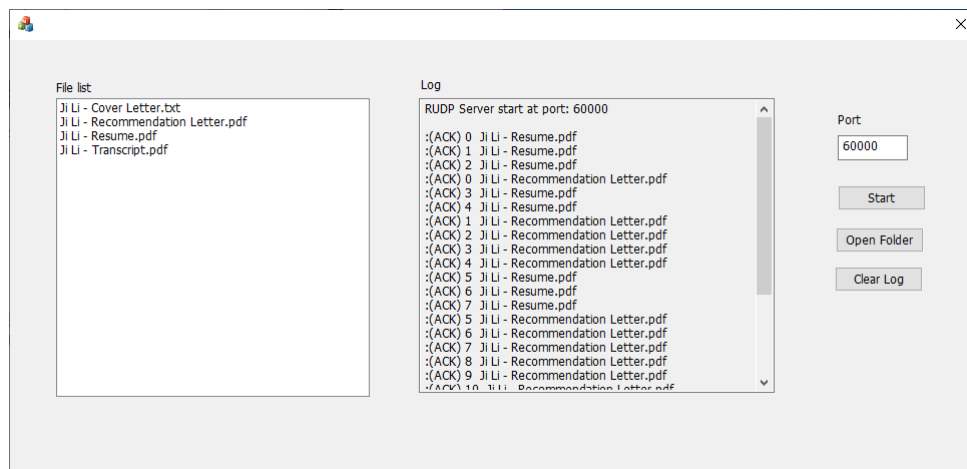 File list
Ji Li - Cover Letter.txt
Ji Li - Recommendation Letter.pdf
Ji Li - Resume.pdf
Ji Li - Transcript.pdf
Log
RUDP Server start at port: 60000
:(ACK) 0 Ji Li - Resume.pdf
:(ACK) 1 Ji Li - Resume.pdf
:(ACK) 2 Ji Li - Resume.pdf
:(ACK) 0 Ji Li - Recommendation Letter.pdf
:(ACK) 3 Ji Li - Resume.pdf
:(ACK) 4 Ji Li - Resume.pdf
:(ACK) 1 Ji Li - Recommendation Letter.pdf
:(ACK) 2 Ji Li - Recommendation Letter.pdf
:(ACK) 3 Ji Li - Recommendation Letter.pdf
:(ACK) 4 Ji Li - Recommendation Letter.pdf
:(ACK) 5 Ji Li - Resume.pdf
:(ACK) 6 Ji Li - Resume.pdf
:(ACK) 7 Ji Li - Resume.pdf
:(ACK) 5 Ji Li - Recommendation Letter.pdf
:(ACK) 6 Ji Li - Recommendation Letter.pdf
:(ACK) 7 Ji Li - Recommendation Letter.pdf
:(ACK) 8 Ji Li - Recommendation Letter.pdf
:(ACK) 9 Ji Li - Recommendation Letter.pdf
:(ACK) 10 Ji Li - Recommendation Letter.pdf
Port
60000
Start
Open Folder
Clear Log